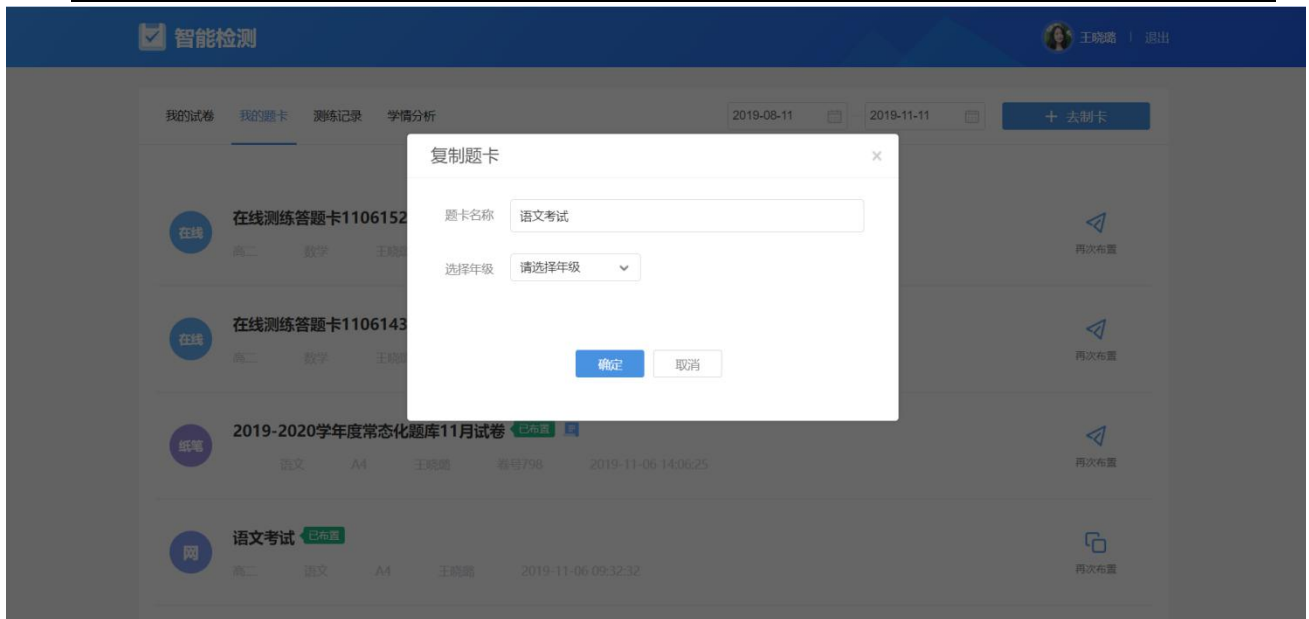 智能检测
王晓璐 | 退出
我的试卷 我的题卡 测练记录 学情分析 2019-08-11 2019-11-11 + 去制卡
复制题卡 ×
题卡名称 语文考试
选择年级 请选择年级
确定 取消
在线 在线测练答题卡1106152
高二 数学 王晓璐
再次布置
在线 在线测练答题卡1106143
高二 数学 王晓璐
再次布置
纸笔 2019-2020学年度常态化题库11月试卷 已布置
语文 A4 王晓璐 卷号798 2019-11-06 14:06:25
再次布置
网 语文考试 已布置
高二 语文 A4 王晓璐 2019-11-06 09:32:32
再次布置